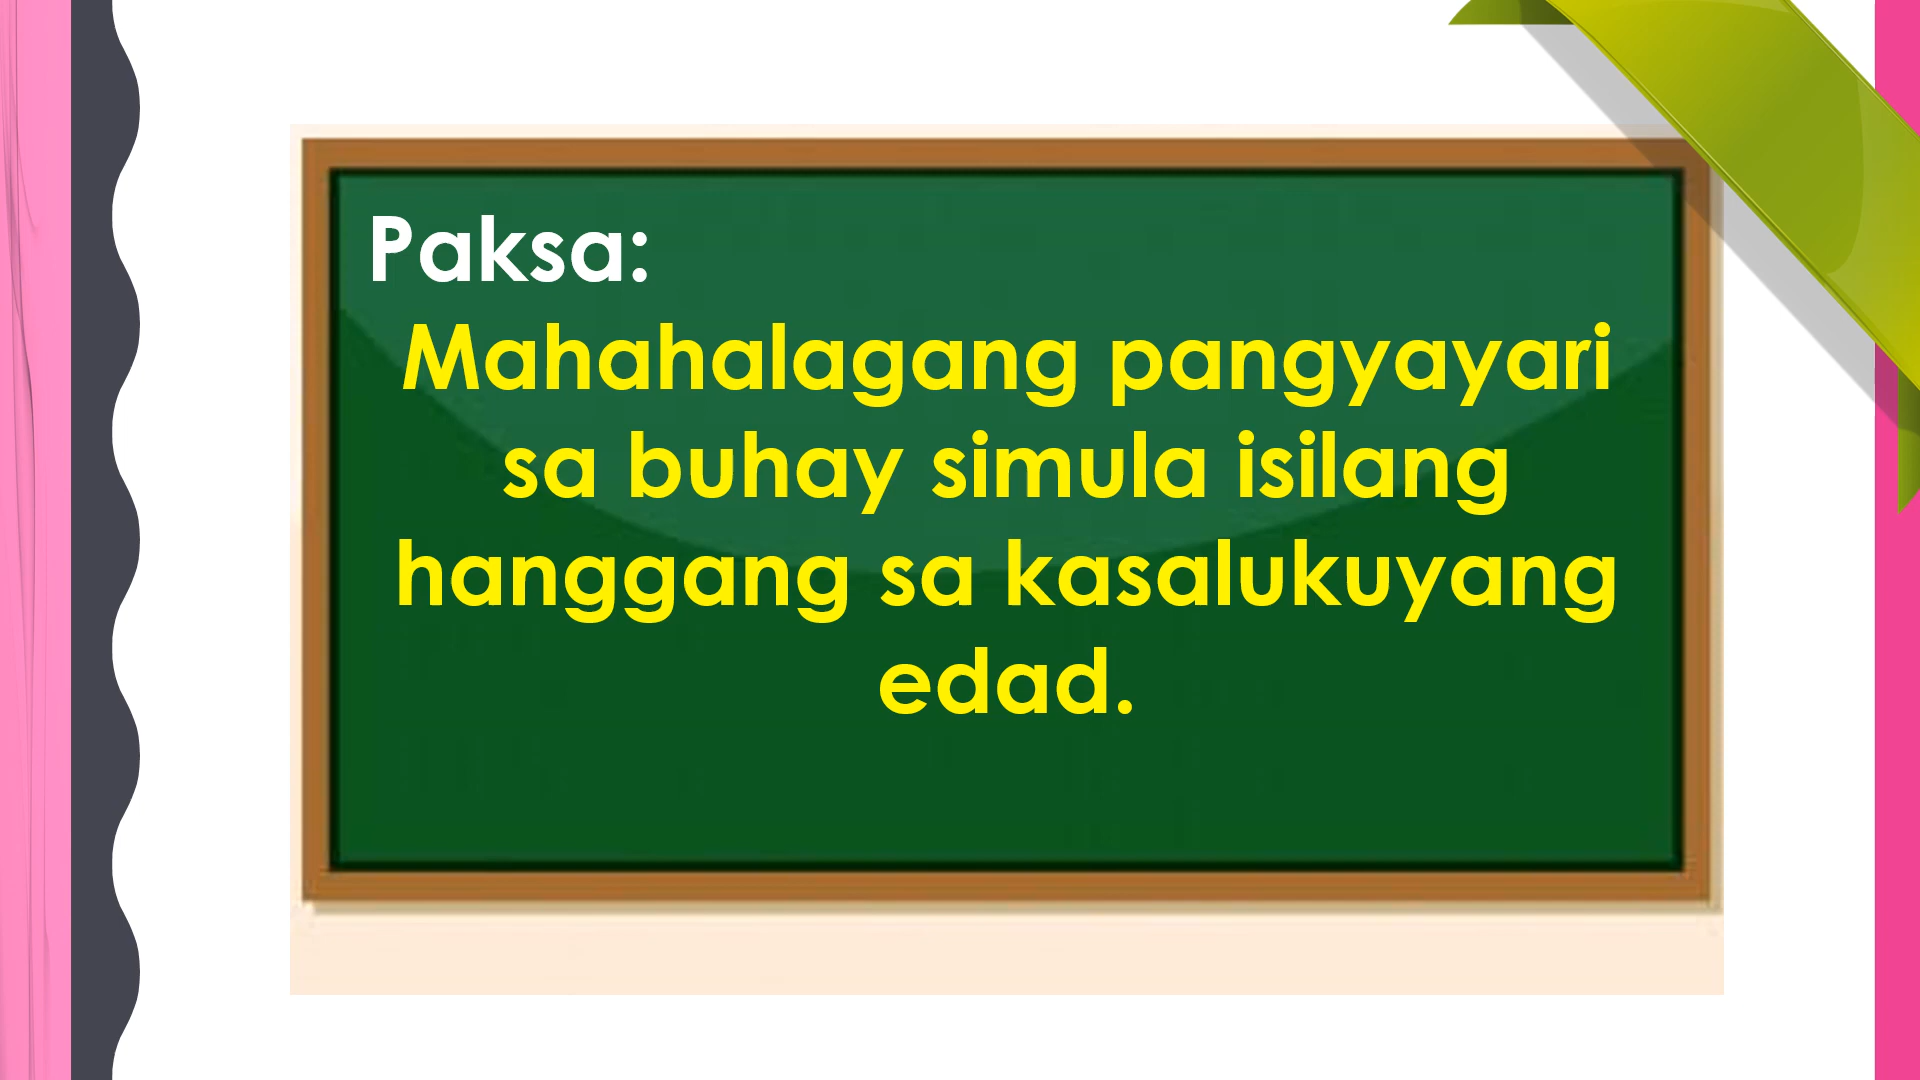 Paksa:
Mahahalagang pangyayari
sa buhay simula isilang
hanggang sa kasalukuyang
edad.